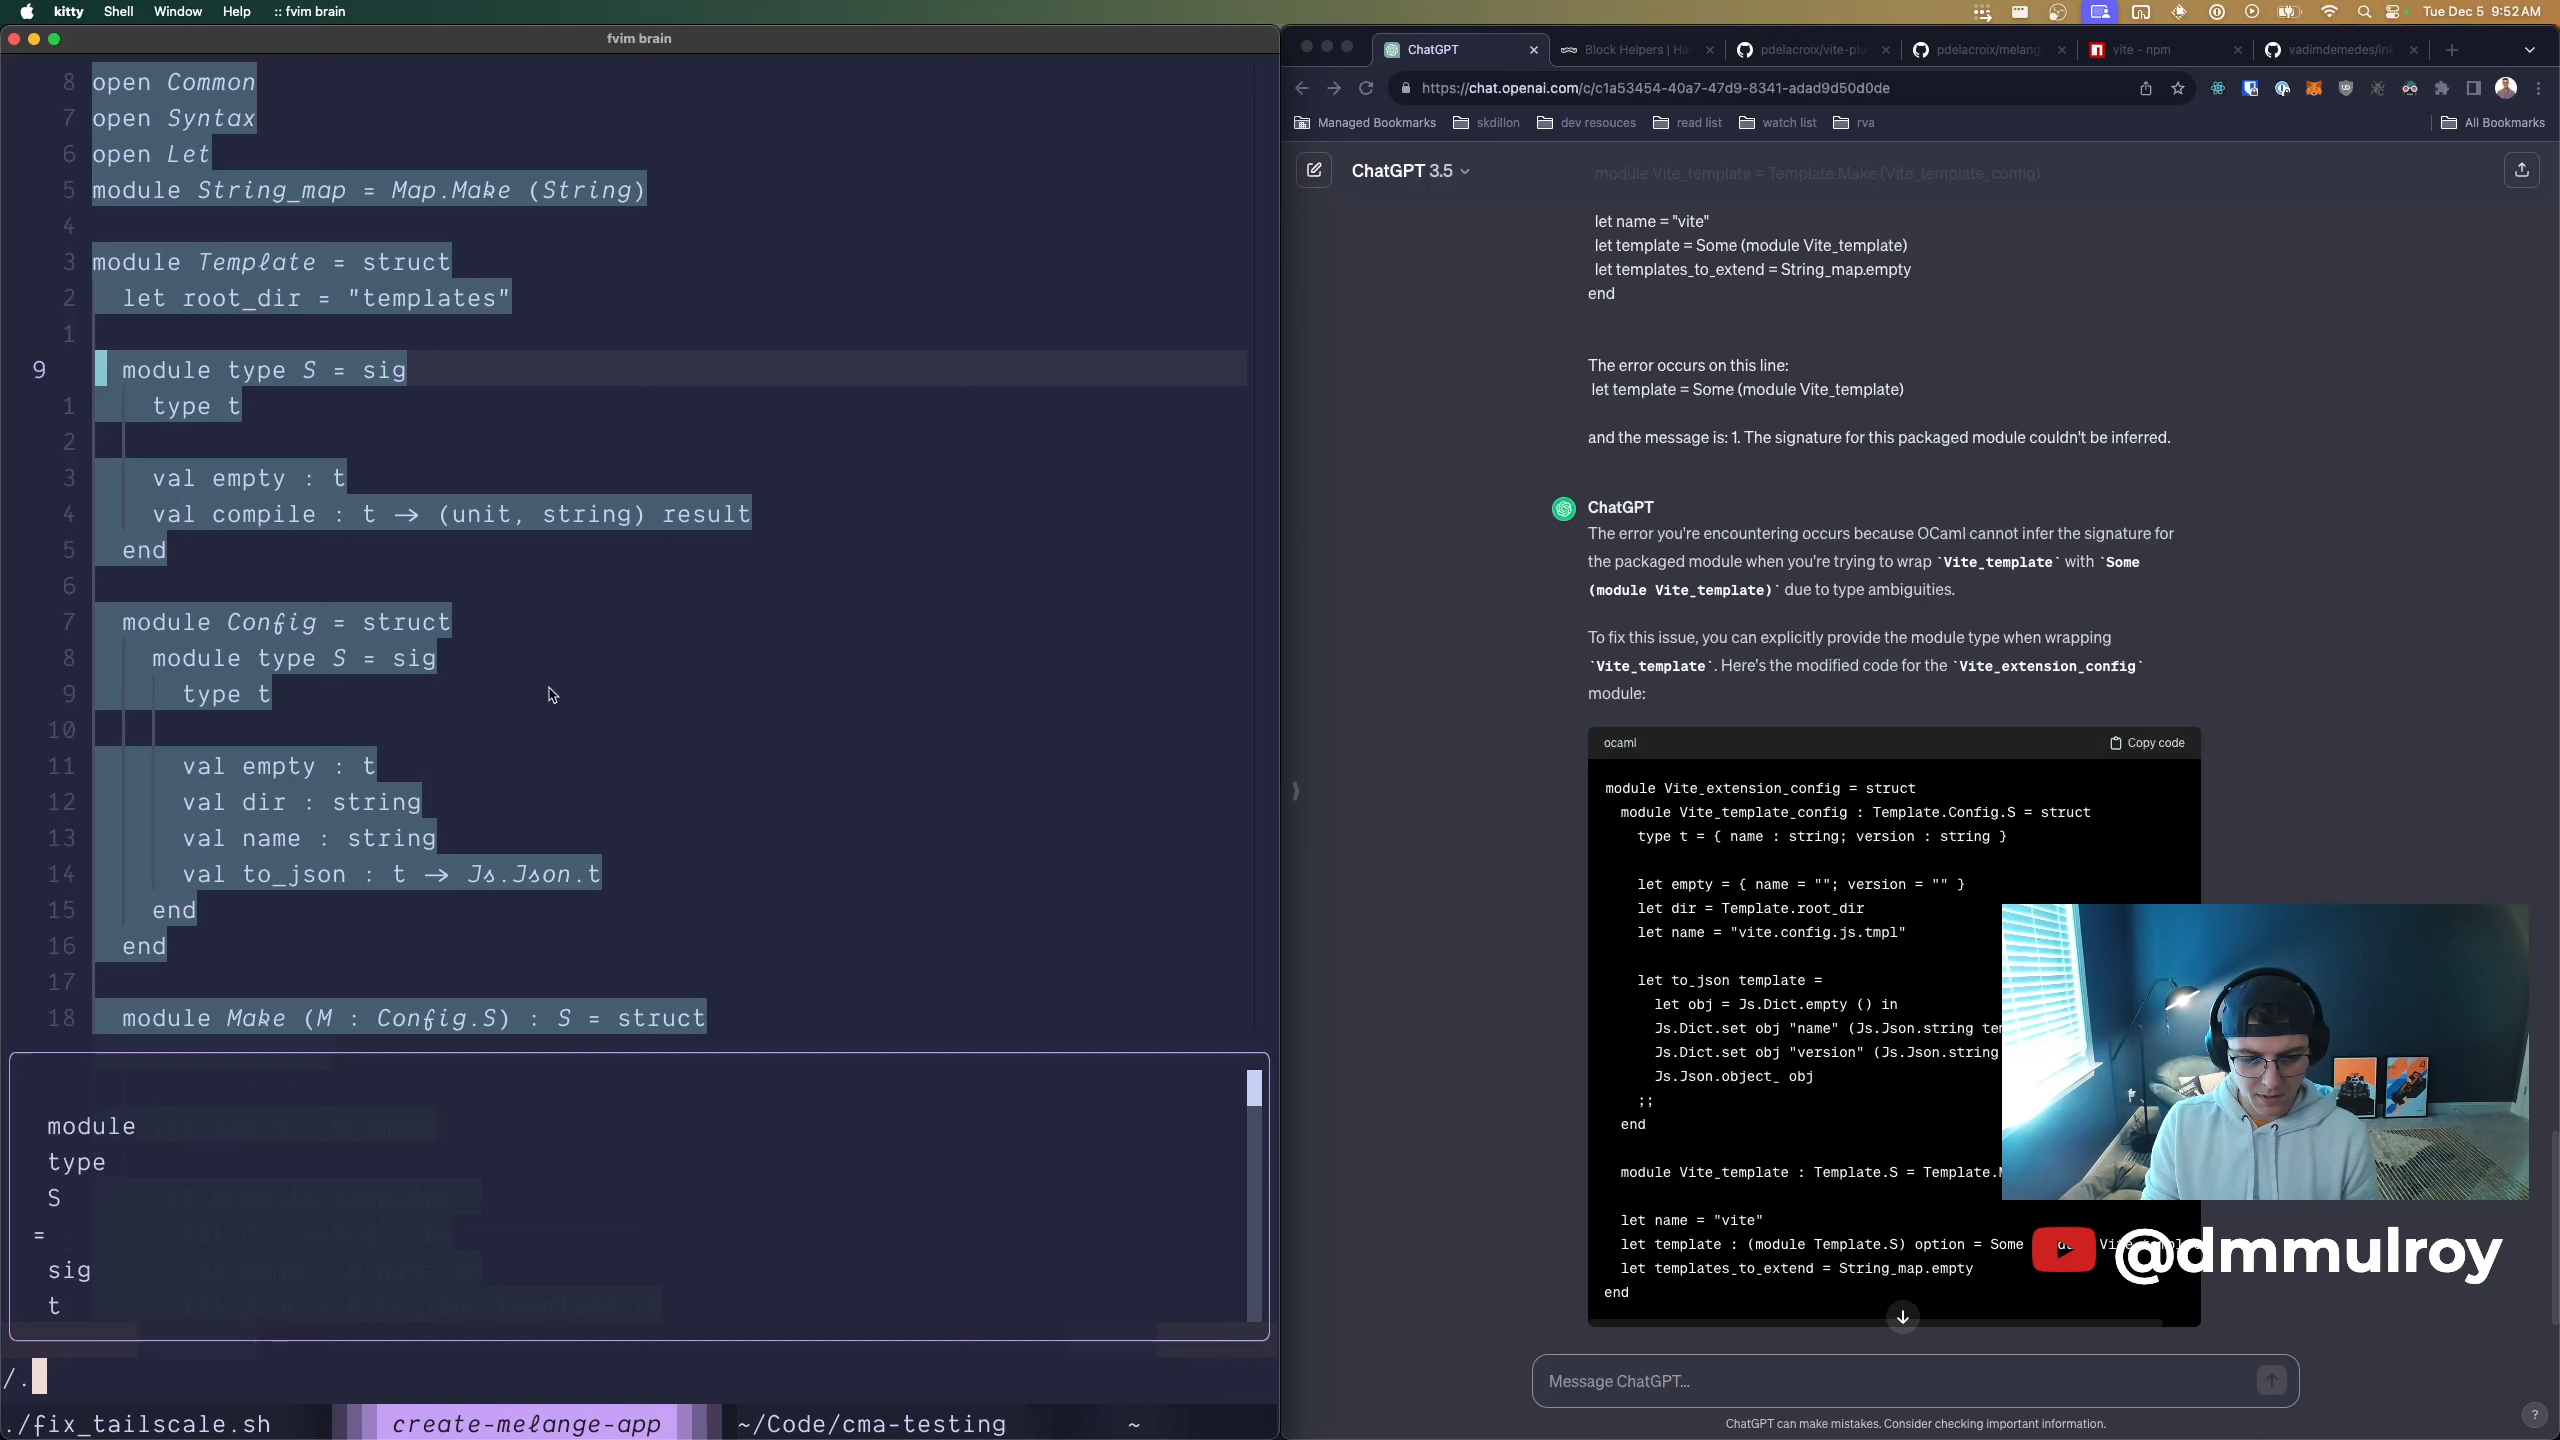 kitty Shell Window Help :: fvim brain
Tue Dec 5 9:52 AM
fvim brain
8 open Common
7 open Syntax
6 open Let
5 module String_map = Map.Make (String)
4
3 module Template = struct
2 let root_dir = "templates"
1
9 module type S = sig
1 type t
2
3 val empty : t
4 val compile : t → (unit, string) result
5 end
6
7 module Config = struct
8 module type S = sig
9 type t
10
11 val empty : t
12 val dir : string
13 val name : string
14 val to_json : t → Js.Json.t
15 end
16 end
17
18 module Make (M : Config.S) : S = struct
module
type
S
=
sig
t
/.
./fix_tailscale.sh create-melange-app ~/Code/cma-testing ~
ChatGPT Block Helpers | Ha pdelacroix/vite-plu pdelacroix/melang vite - npm vadimdemedes/ink
https://chat.openai.com/c/c1a53454-40a7-47d9-8341-adad9d50d0de
Managed Bookmarks skdillon dev resouces read list watch list rva All Bookmarks
ChatGPT 3.5
module Vite_template = Template.Make (Vite_template_config)
let name = "vite"
let template = Some (module Vite_template)
let templates_to_extend = String_map.empty
end
The error occurs on this line:
let template = Some (module Vite_template)
and the message is: 1. The signature for this packaged module couldn't be inferred.
ChatGPT
The error you're encountering occurs because OCaml cannot infer the signature for
the packaged module when you're trying to wrap `Vite_template` with `Some
(module Vite_template)` due to type ambiguities.
To fix this issue, you can explicitly provide the module type when wrapping
`Vite_template`. Here's the modified code for the `Vite_extension_config`
module:
ocaml Copy code
module Vite_extension_config = struct
module Vite_template_config : Template.Config.S = struct
type t = { name : string; version : string }
let empty = { name = ""; version = "" }
let dir = Template.root_dir
let name = "vite.config.js.tmpl"
let to_json template =
let obj = Js.Dict.empty () in
Js.Dict.set obj "name" (Js.Json.string tem
Js.Dict.set obj "version" (Js.Json.string
Js.Json.object_ obj
;;
end
module Vite_template : Template.S = Template.M
let name = "vite"
let template : (module Template.S) option = Some
let templates_to_extend = String_map.empty
end
@dmmulroy
Message ChatGPT...
ChatGPT can make mistakes. Consider checking important information.
?